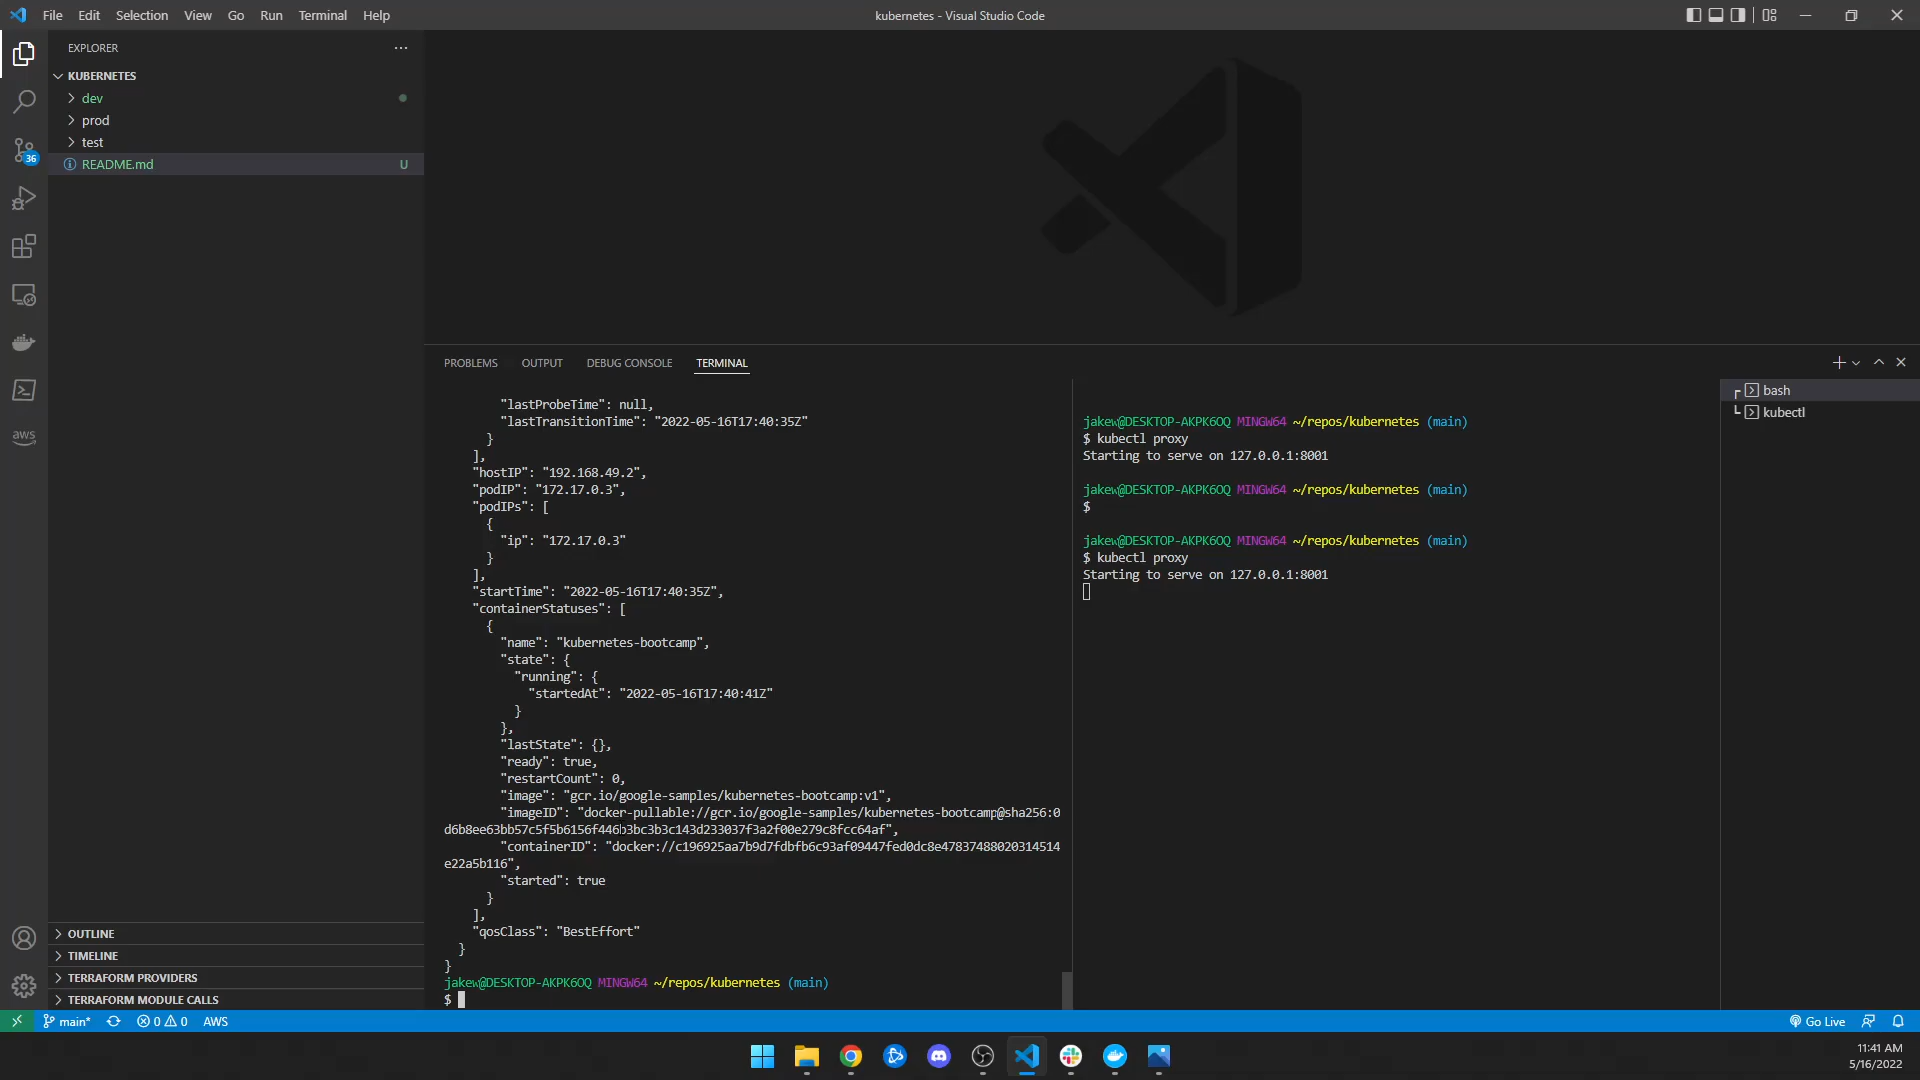 File Edit Selection View Go Run Terminal Help
kubernetes - Visual Studio Code
EXPLORER
KUBERNETES
dev
prod
test
README.md U
36
aws
OUTLINE
TIMELINE
TERRAFORM PROVIDERS
TERRAFORM MODULE CALLS
PROBLEMS OUTPUT DEBUG CONSOLE TERMINAL
"lastProbeTime": null,
"lastTransitionTime": "2022-05-16T17:40:35Z"
}
],
"hostIP": "192.168.49.2",
"podIP": "172.17.0.3",
"podIPs": [
{
"ip": "172.17.0.3"
}
],
"startTime": "2022-05-16T17:40:35Z",
"containerStatuses": [
{
"name": "kubernetes-bootcamp",
"state": {
"running": {
"startedAt": "2022-05-16T17:40:41Z"
}
},
"lastState": {},
"ready": true,
"restartCount": 0,
"image": "gcr.io/google-samples/kubernetes-bootcamp:v1",
"imageID": "docker-pullable://gcr.io/google-samples/kubernetes-bootcamp@sha256:0
d6b8ee63bb57c5f5b6156f446b3bc3b3c143d233037f3a2f00e279c8fcc64af",
"containerID": "docker://c196925aa7b9d7fdbfb6c93af09447fed0dc8e47837488020314514
e22a5b116",
"started": true
}
],
"qosClass": "BestEffort"
}
}
jakew@DESKTOP-AKPK6OQ MINGW64 ~/repos/kubernetes (main)
$
jakew@DESKTOP-AKPK6OQ MINGW64 ~/repos/kubernetes (main)
$ kubectl proxy
Starting to serve on 127.0.0.1:8001
jakew@DESKTOP-AKPK6OQ MINGW64 ~/repos/kubernetes (main)
$
jakew@DESKTOP-AKPK6OQ MINGW64 ~/repos/kubernetes (main)
$ kubectl proxy
Starting to serve on 127.0.0.1:8001
bash
kubectl
main* 0 0 AWS
Go Live
11:41 AM
5/16/2022